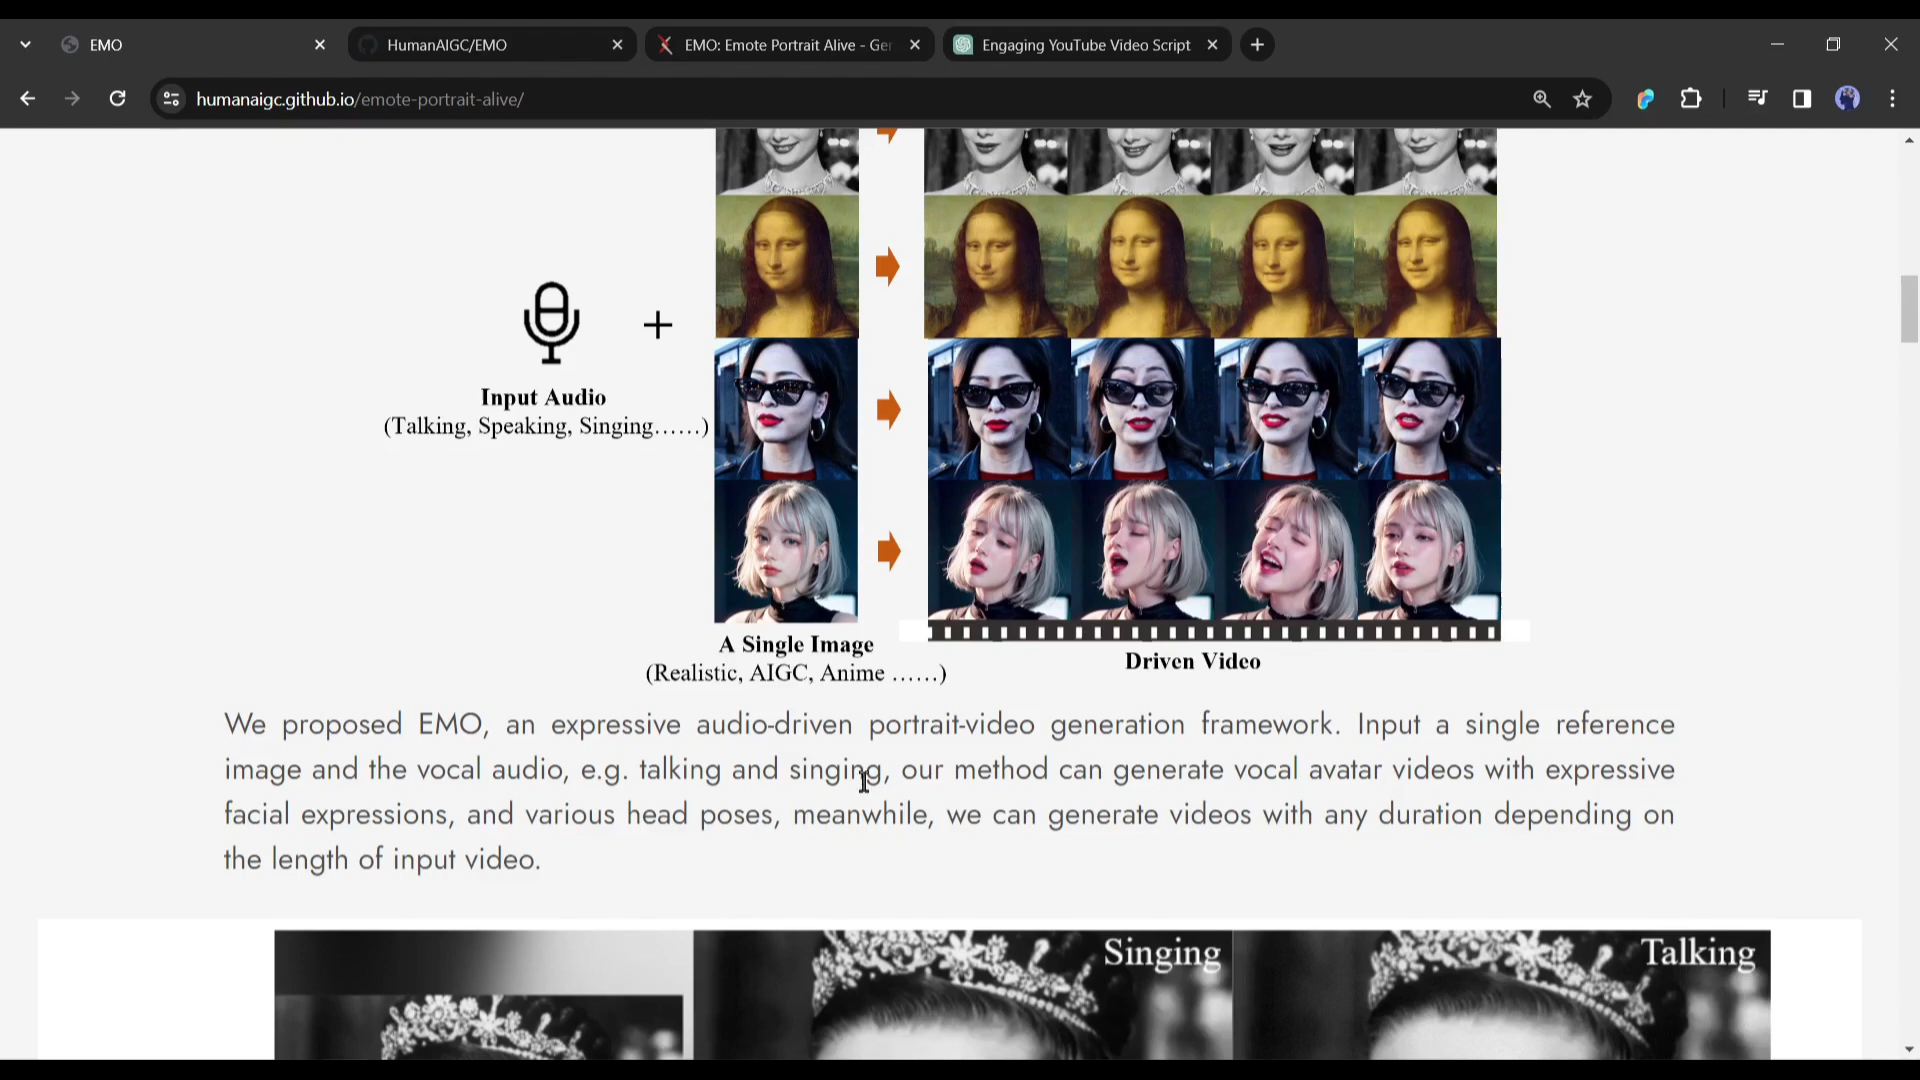 EMO
HumanAIGC/EMO
EMO: Emote Portrait Alive - Ger
Engaging YouTube Video Script
humanaigc.github.io/emote-portrait-alive/
Input Audio
(Talking, Speaking, Singing......)
A Single Image
(Realistic, AIGC, Anime ......)
Driven Video
We proposed EMO, an expressive audio-driven portrait-video generation framework. Input a single reference
image and the vocal audio, e.g. talking and singing, our method can generate vocal avatar videos with expressive
facial expressions, and various head poses, meanwhile, we can generate videos with any duration depending on
the length of input video.
Singing
Talking